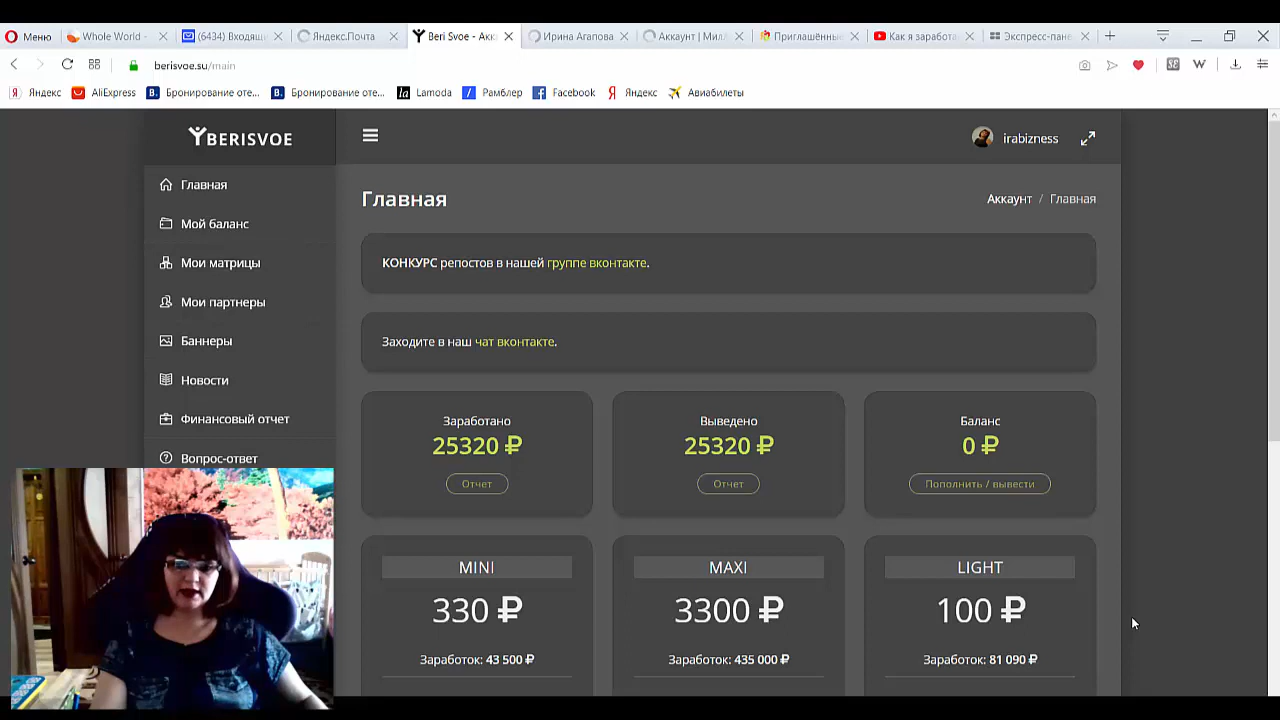 Меню
Whole World -
(6434) Входящи
Яндекс.Почта
Beri Svoe - Акк
Ирина Агапова
Аккаунт | Мил
Приглашённые
Как я заработа
Экспресс-пане
berisvoe.su/main
Яндекс
AliExpress
Бронирование оте...
Бронирование оте...
Lamoda
Рамблер
Facebook
Яндекс
Авиабилеты
BERISVOE
irabizness
Главная
Мой баланс
Мои матрицы
Мои партнеры
Баннеры
Новости
Финансовый отчет
Вопрос-ответ
Главная
Аккаунт / Главная
КОНКУРС репостов в нашей группе вконтакте.
Заходите в наш чат вконтакте.
Заработано
25320 ₽
Отчет
Выведено
25320 ₽
Отчет
Баланс
0 ₽
Пополнить / вывести
MINI
330 ₽
Заработок: 43 500 ₽
MAXI
3300 ₽
Заработок: 435 000 ₽
LIGHT
100 ₽
Заработок: 81 090 ₽